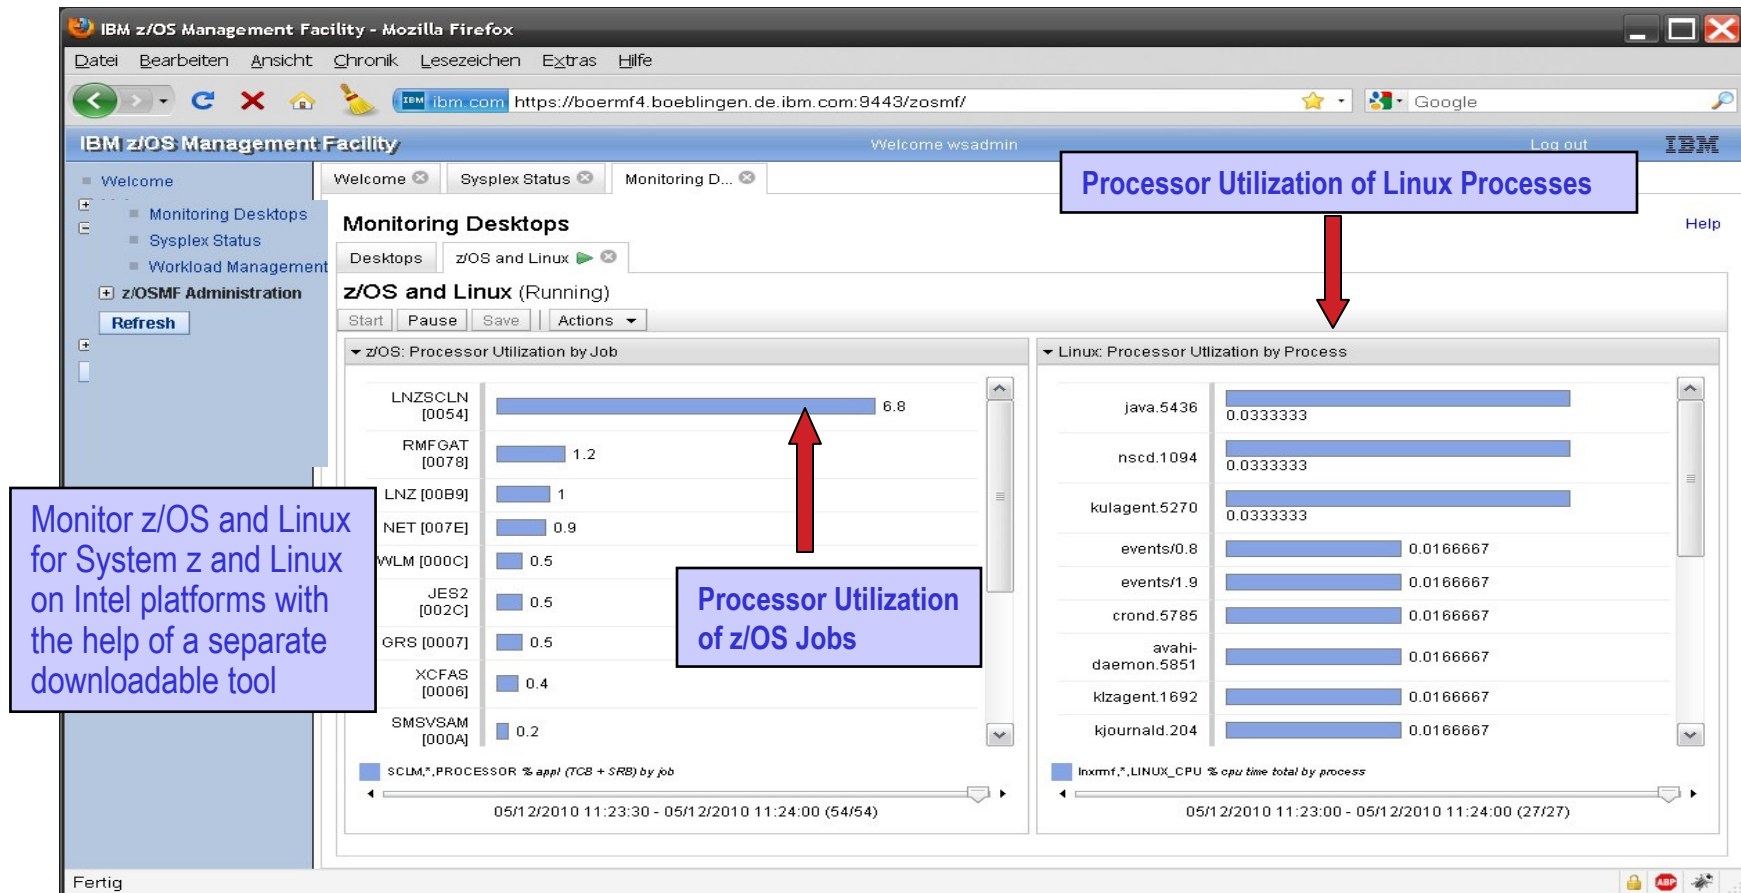 IBM z/OS Management Facility - Mozilla Firefox
Datei Bearbeiten Ansicht Chronik Lesezeichen Extras Hilfe
IBM ibm.com https://boermf4.boeblingen.de.ibm.com:9443/zosmf/ Google
IBM z/OS Management Facility Welcome wsadmin Log out IBM
Welcome
Monitoring Desktops
Sysplex Status
Workload Management
z/OSMF Administration
Refresh
Welcome Sysplex Status Monitoring D...
Processor Utilization of Linux Processes
Monitoring Desktops
Help
Desktops z/OS and Linux
z/OS and Linux (Running)
Start Pause Save Actions
z/OS: Processor Utilization by Job
LNZSCLN
[0054]
6.8
RMFGAT
[0078]
1.2
LNZ [00B9] 1
NET [007E] 0.9
WLM [000C] 0.5
JES2
[002C]
0.5
GRS [0007] 0.5
XCFAS
[0006]
0.4
SMSVSAM
[000A]
0.2
SCLM,*,PROCESSOR % appl (TCB + SRB) by job
05/12/2010 11:23:30 - 05/12/2010 11:24:00 (54/54)
Linux: Processor Utlization by Process
java.5436
0.0333333
nscd.1094
0.0333333
kulagent.5270
0.0333333
events/0.8 0.0166667
events/1.9 0.0166667
crond.5785 0.0166667
avahi-
daemon.5851
0.0166667
klzagent.1692 0.0166667
kjournald.204 0.0166667
lnxrmf,*,LINUX_CPU % cpu time total by process
05/12/2010 11:23:00 - 05/12/2010 11:24:00 (27/27)
Monitor z/OS and Linux
for System z and Linux
on Intel platforms with
the help of a separate
downloadable tool
Processor Utilization
of z/OS Jobs
Fertig
ABP